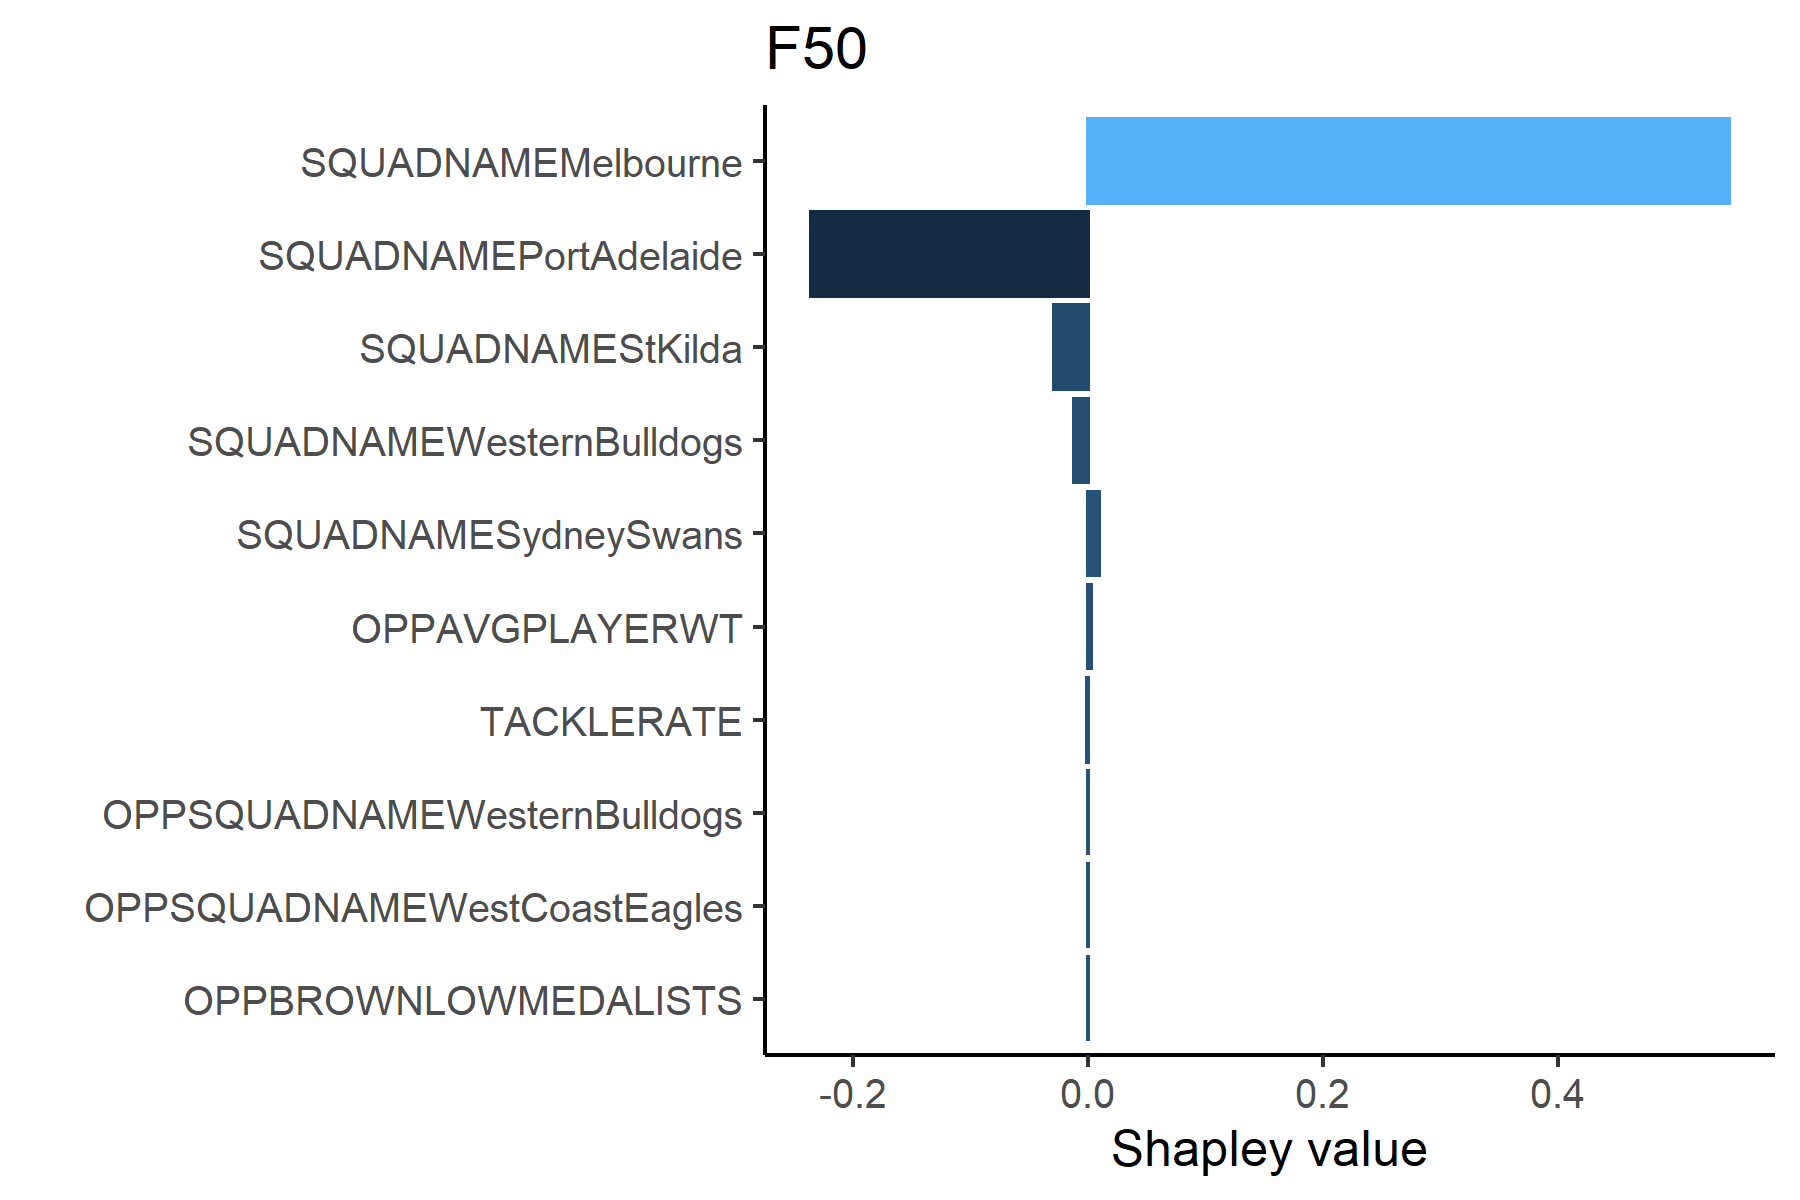 F50
SQUADNAMEMelbourne
SQUADNAMEPortAdelaide
SQUADNAMEStKilda
SQUADNAMEWesternBulldogs
SQUADNAMESydneySwans
OPPAVGPLAYERWT
TACKLERATE
OPPSQUADNAMEWesternBulldogs
OPPSQUADNAMEWestCoastEagles
OPPBROWNLOWMEDALISTS
-0.2 0.0 0.2 0.4
Shapley value